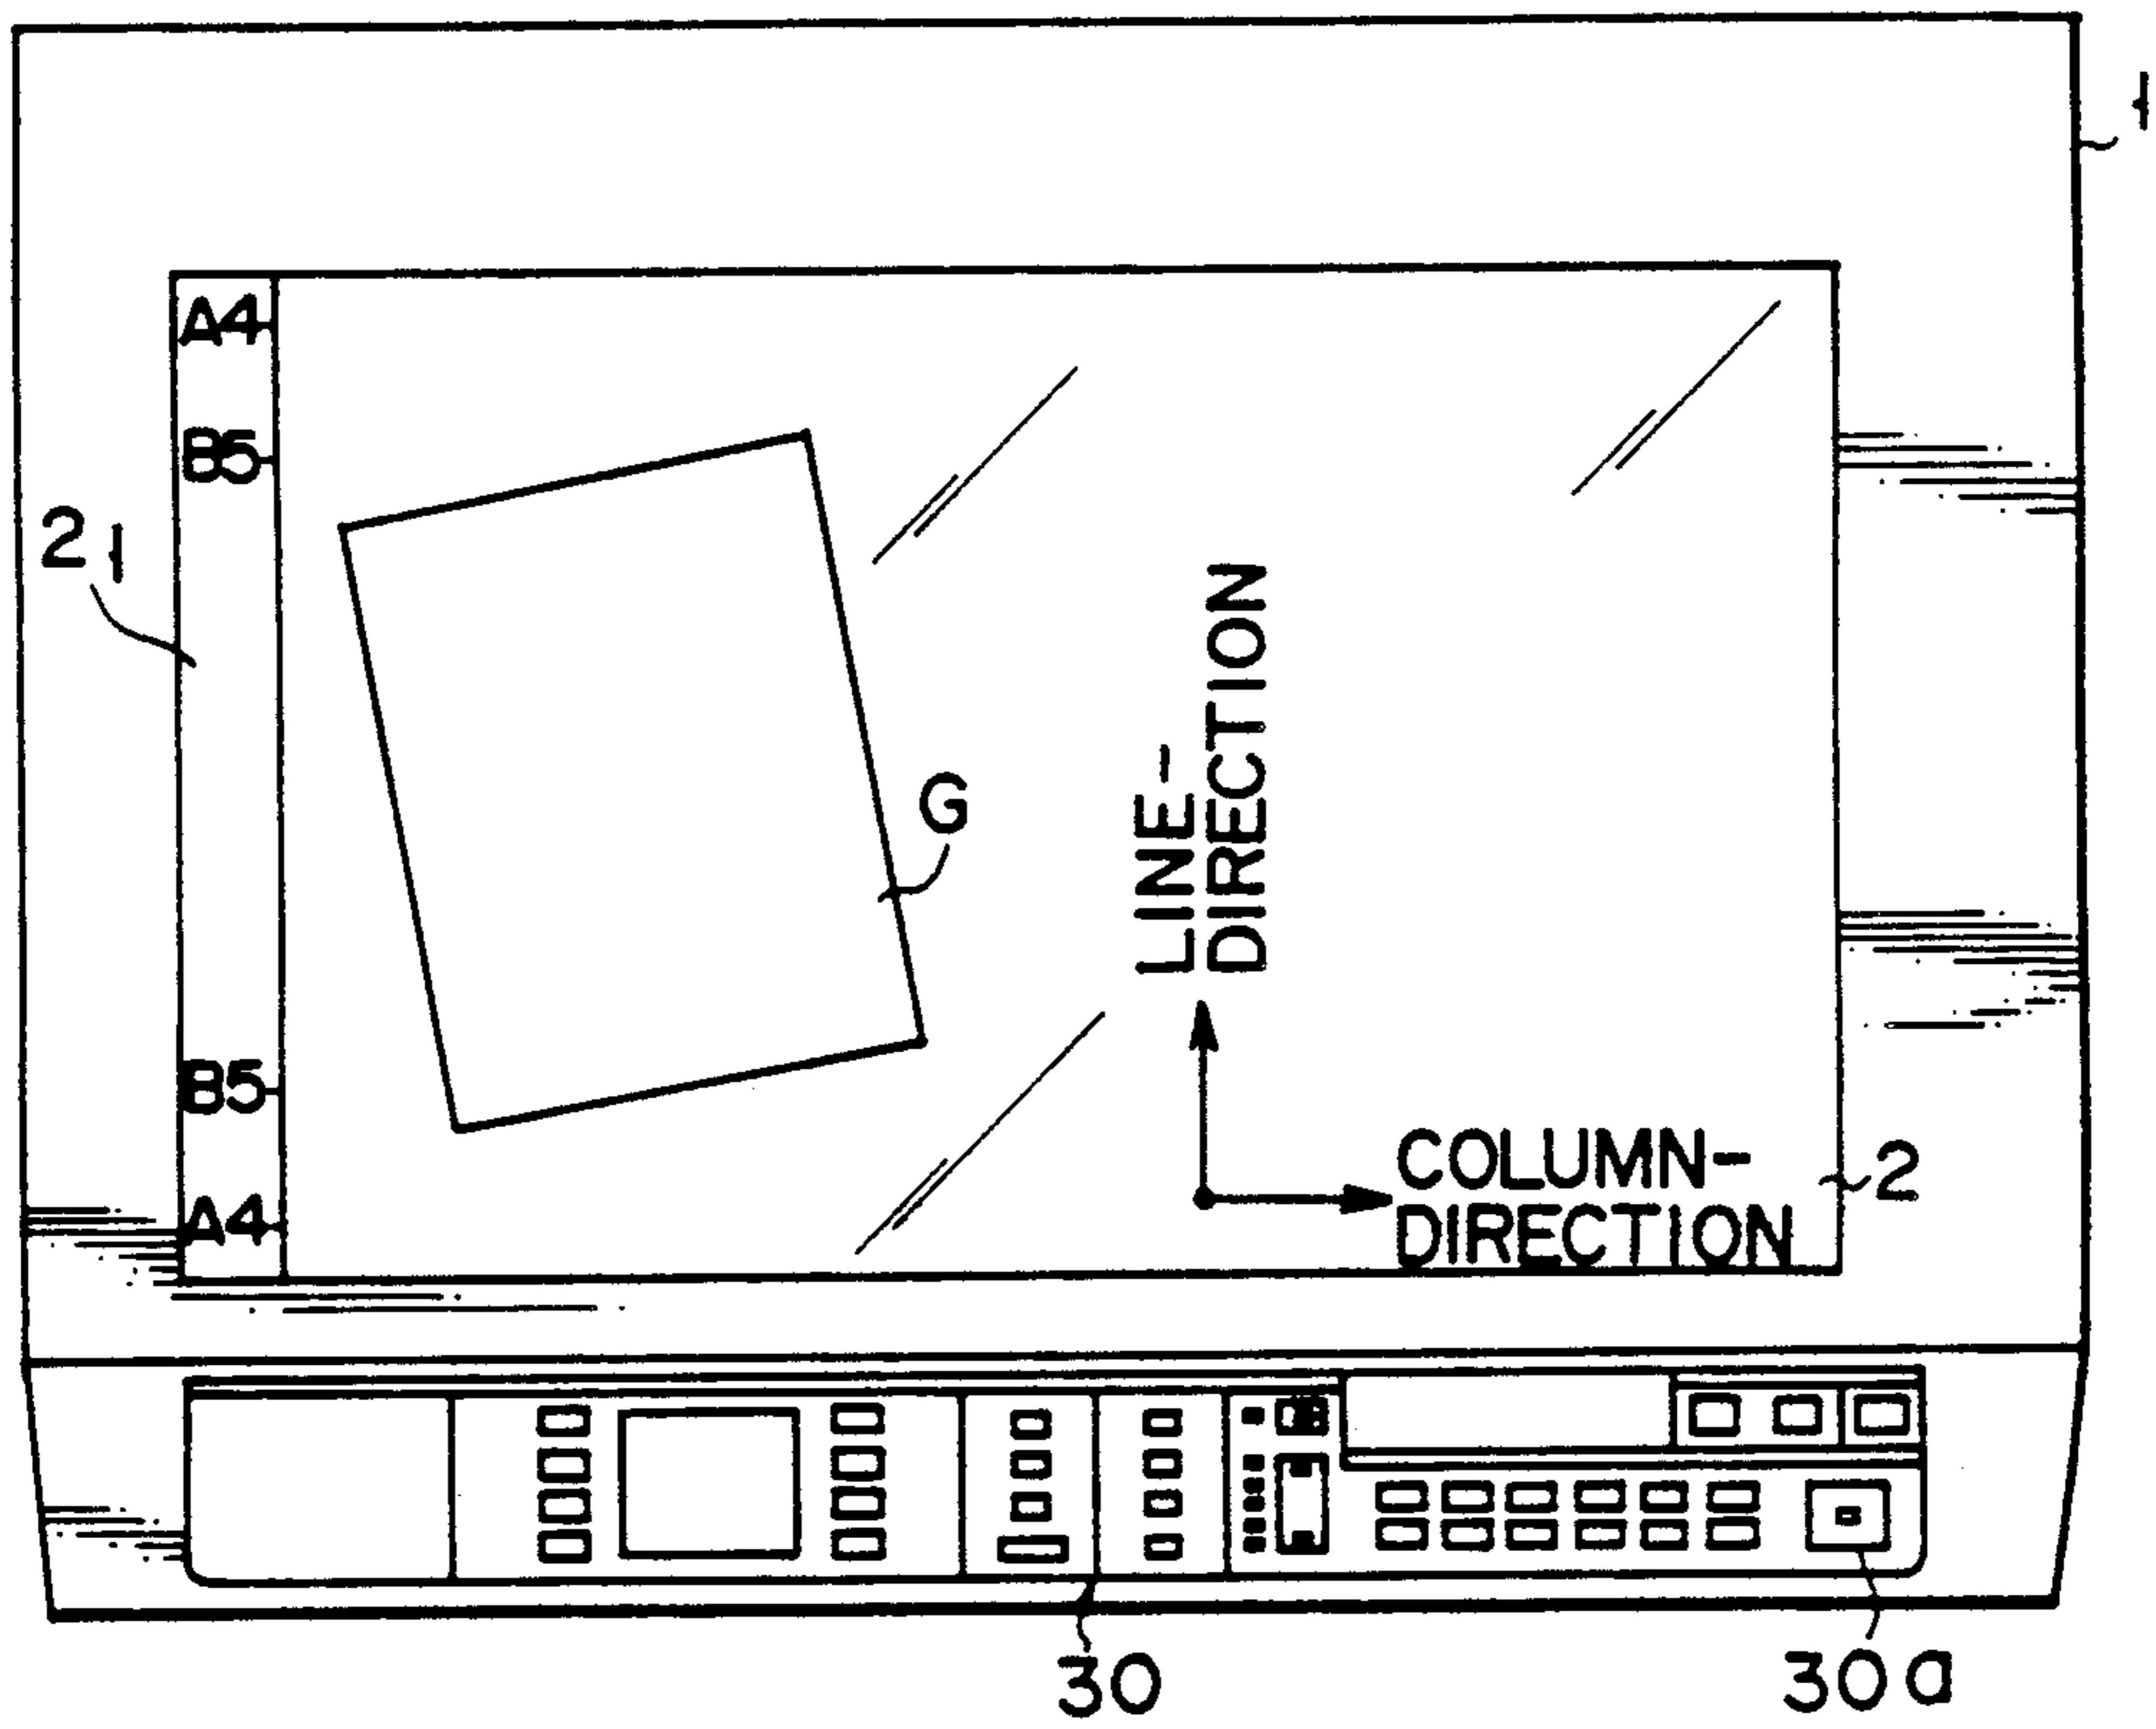 1
A4
B5
21
G
LINE-
DIRECTION
B5
A4
COLUMN-
DIRECTION
2
30
30a